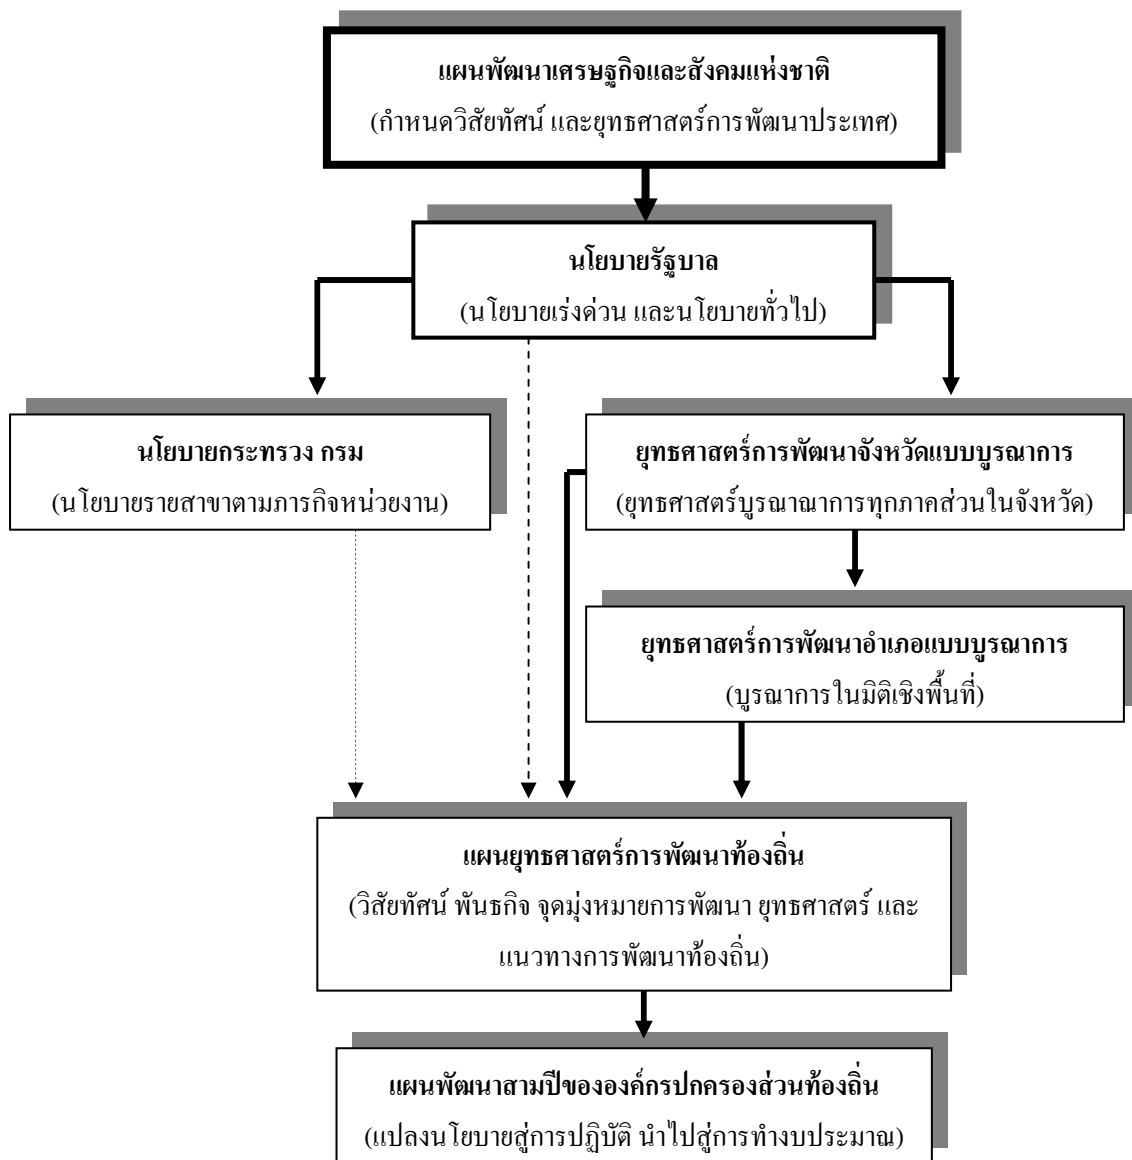 แผนพัฒนาเศรษฐกิจและสังคมแห่งชาติ
(กำหนดวิสัยทัศน์ และยุทธศาสตร์การพัฒนาประเทศ)
นโยบายรัฐบาล
(นโยบายเร่งด่วน และนโยบายทั่วไป)
นโยบายกระทรวง กรม
(นโยบายรายสาขาตามภารกิจหน่วยงาน)
ยุทธศาสตร์การพัฒนาจังหวัดแบบบูรณาการ
(ยุทธศาสตร์บูรณาณาการทุกภาคส่วนในจังหวัด)
ยุทธศาสตร์การพัฒนาอำเภอแบบบูรณาการ
(บูรณาการในมิติเชิงพื้นที่)
แผนยุทธศาสตร์การพัฒนาท้องถิ่น
(วิสัยทัศน์ พันธกิจ จุดมุ่งหมายการพัฒนา ยุทธศาสตร์ และ
แนวทางการพัฒนาท้องถิ่น)
แผนพัฒนาสามปีขององค์กรปกครองส่วนท้องถิ่น
(แปลงนโยบายสู่การปฏิบัติ นำไปสู่การทำงบประมาณ)